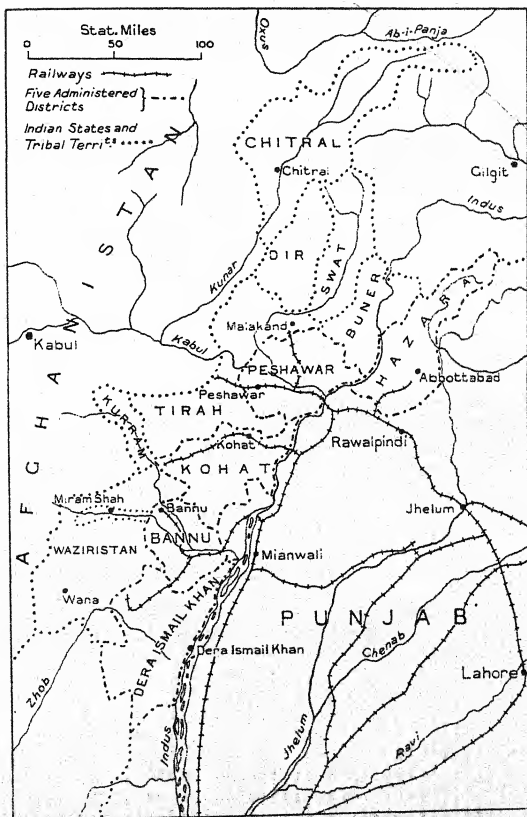 Stat. Miles
0 50 100
Railways
Five Administered
Districts
Indian States and
Tribal Territs
Oxus
Ab-i-Panja
CHITRAL
Chitral
Gilgit
Indus
AFGHANISTAN
DIR
SWAT
Kunar
BUNER
HAZARA
Malakand
Kabul
Kabul
PESHAWAR
Peshawar
Abbottabad
TIRAH
KURRAM
Kohat
Rawalpindi
KOHAT
Miram Shah
Bannu
Jhelum
BANNU
WAZIRISTAN
Mianwali
Wana
DERA ISMAIL KHAN
PUNJAB
Dera Ismail Khan
Chenab
Zhob
Lahore
Indus
Jhelum
Ravi